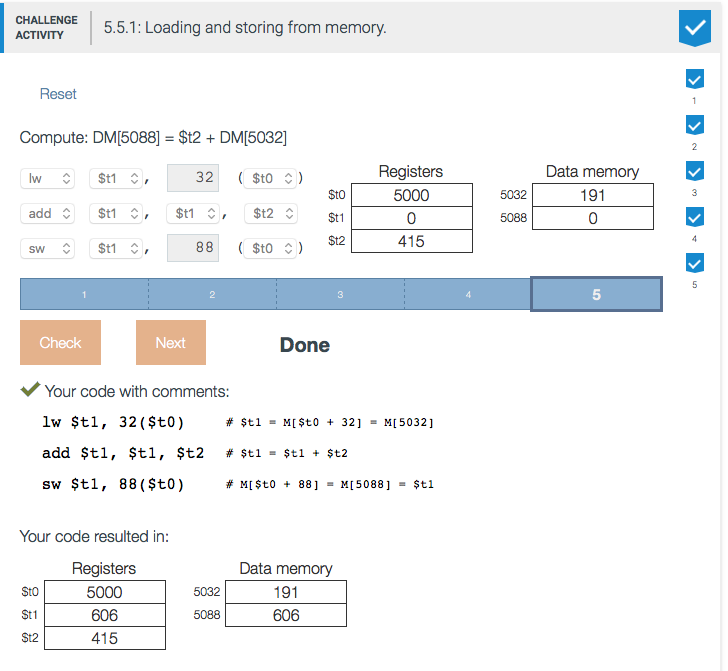 CHALLENGE
ACTIVITY
5.5.1: Loading and storing from memory.
Reset
Compute: DM[5088] = $t2 + DM[5032]
lw $t1 , 32 ( $t0 )
add $t1 , $t1 , $t2
sw $t1 , 88 ( $t0 )
Registers
$t0 5000
$t1 0
$t2 415
Data memory
5032 191
5088 0
1
2
3
4
5
1 2 3 4 5
Check Next Done
Your code with comments:
lw $t1, 32($t0) # $t1 = M[$t0 + 32] = M[5032]
add $t1, $t1, $t2 # $t1 = $t1 + $t2
sw $t1, 88($t0) # M[$t0 + 88] = M[5088] = $t1
Your code resulted in:
Registers
$t0 5000
$t1 606
$t2 415
Data memory
5032 191
5088 606